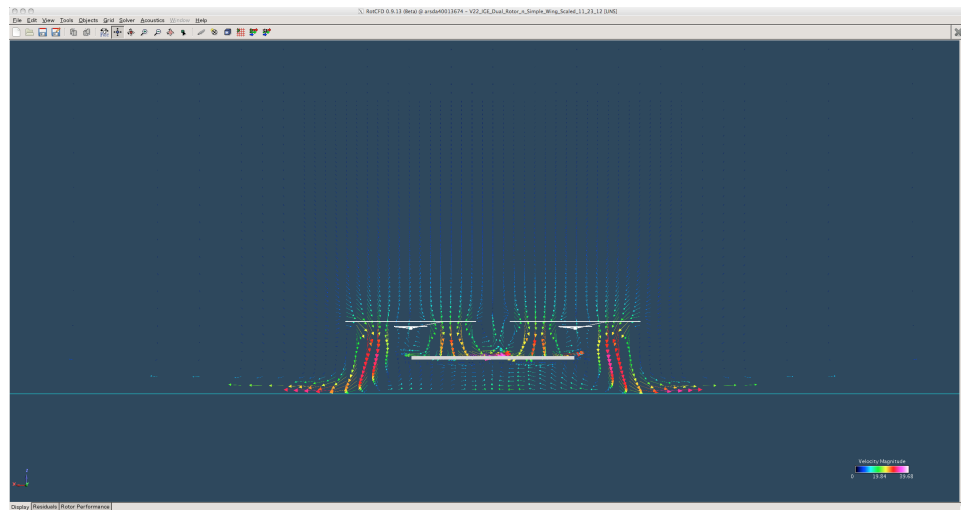 RotCFD 0.9.13 (Beta) @ arsda40013674 - V22_IGE_Dual_Rotor_n_Simple_Wing_Scaled_11_23_12 [UNS]
File Edit View Tools Objects Grid Solver Acoustics Window Help
Velocity Magnitude
0 19.84 39.68
Display Residuals Rotor Performance